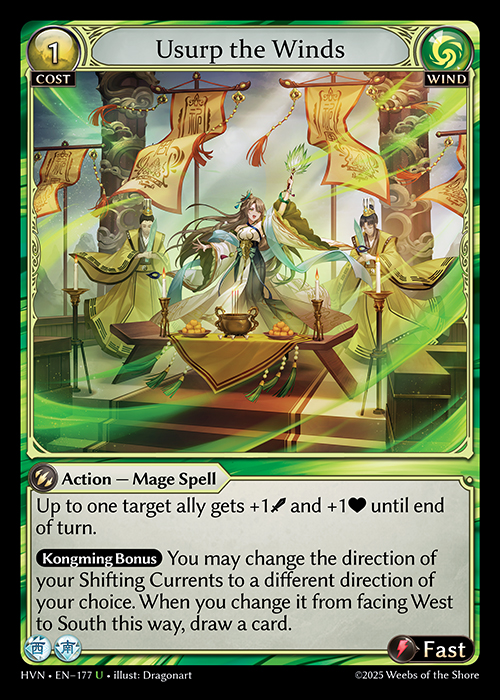 1
Usurp the Winds
COST
WIND
Action — Mage Spell
Up to one target ally gets +1 and +1 until end
of turn.
Kongming Bonus You may change the direction of
your Shifting Currents to a different direction of
your choice. When you change it from facing West
to South this way, draw a card.
西 南
Fast
HVN • EN-177 U • illust: Dragonart
©2025 Weebs of the Shore